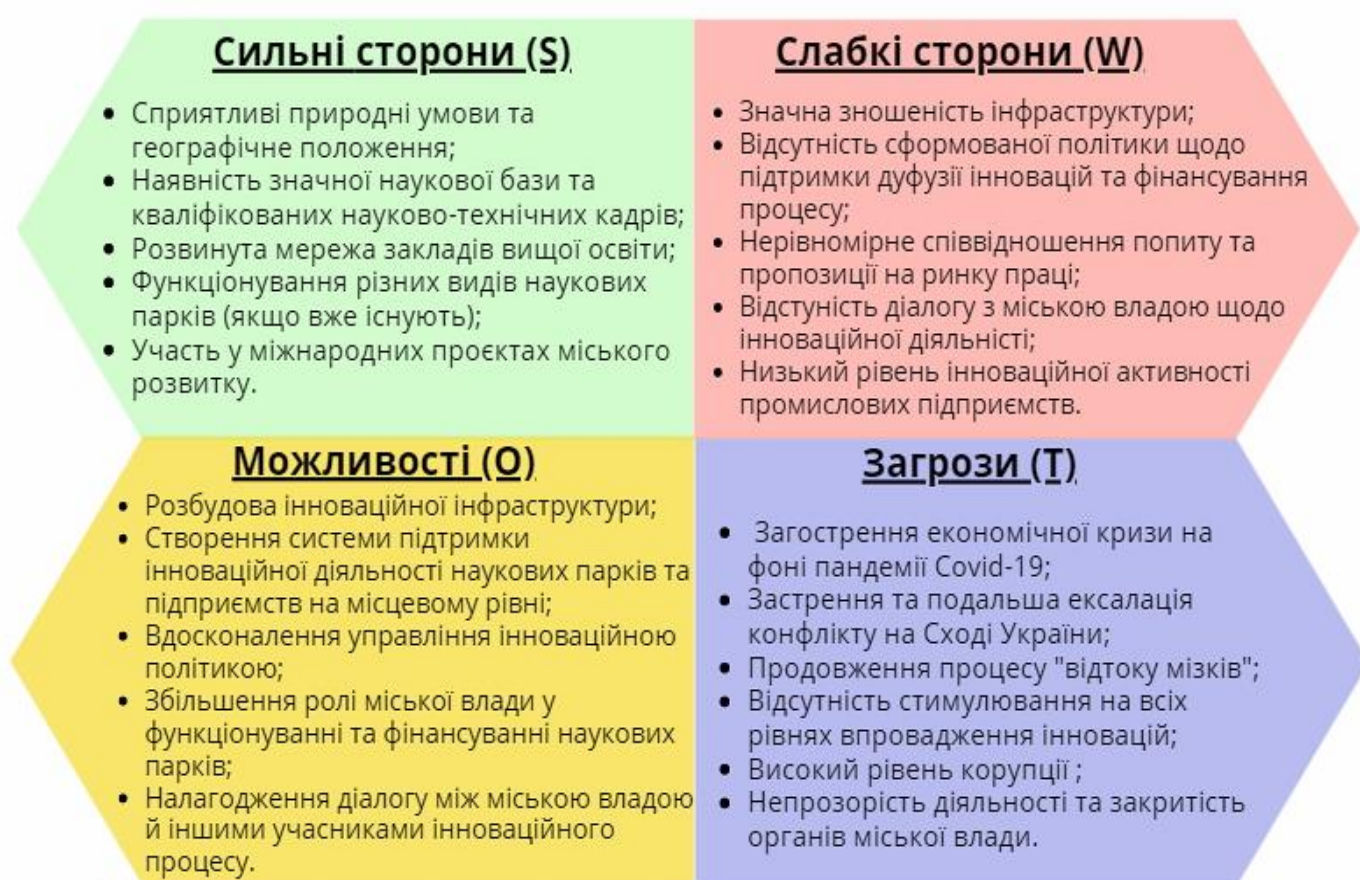 Сильні сторони (S)
• Сприятливі природні умови та
географічне положення;
• Наявність значної наукової бази та
кваліфікованих науково-технічних кадрів;
• Розвинута мережа закладів вищої освіти;
• Функціонування різних видів наукових
парків (якщо вже існують);
• Участь у міжнародних проєктах міського
розвитку.
Слабкі сторони (W)
• Значна зношеність інфраструктури;
• Відсутність сформованої політики щодо
підтримки дуфузії інновацій та фінансування
процесу;
• Нерівномірне співвідношення попиту та
пропозиції на ринку праці;
• Відстуність діалогу з міською владою щодо
інноваційної діяльністі;
• Низький рівень інноваційної активності
промислових підприємств.
Можливості (O)
• Розбудова інноваційної інфраструктури;
• Створення системи підтримки
інноваційної діяльності наукових парків та
підприємств на місцевому рівні;
• Вдосконалення управління інноваційною
політикою;
• Збільшення ролі міської влади у
функціонуванні та фінансуванні наукових
парків;
• Налагодження діалогу між міською владою
й іншими учасниками інноваційного
процесу.
Загрози (T)
• Загострення економічної кризи на
фоні пандемії Covid-19;
• Застрення та подальша ексалація
конфлікту на Сході України;
• Продовження процесу "відтоку мізків";
• Відсутність стимулювання на всіх
рівнях впровадження інновацій;
• Високий рівень корупції ;
• Непрозорість діяльності та закритість
органів міської влади.